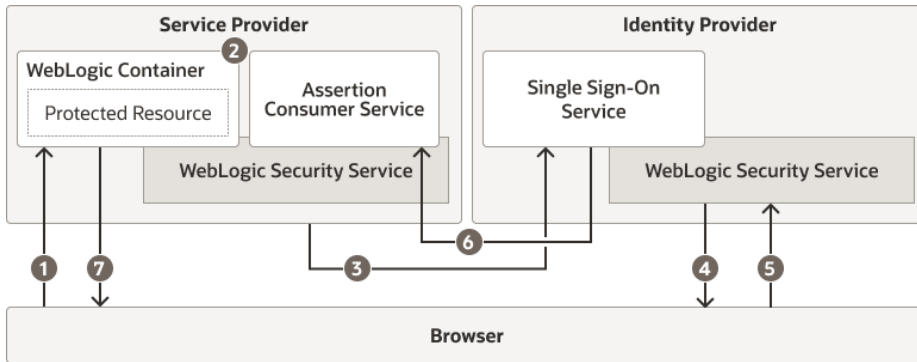 Service Provider
2
WebLogic Container
Protected Resource
Assertion
Consumer Service
WebLogic Security Service
Identity Provider
Single Sign-On
Service
WebLogic Security Service
6
1
7
3
4
5
Browser